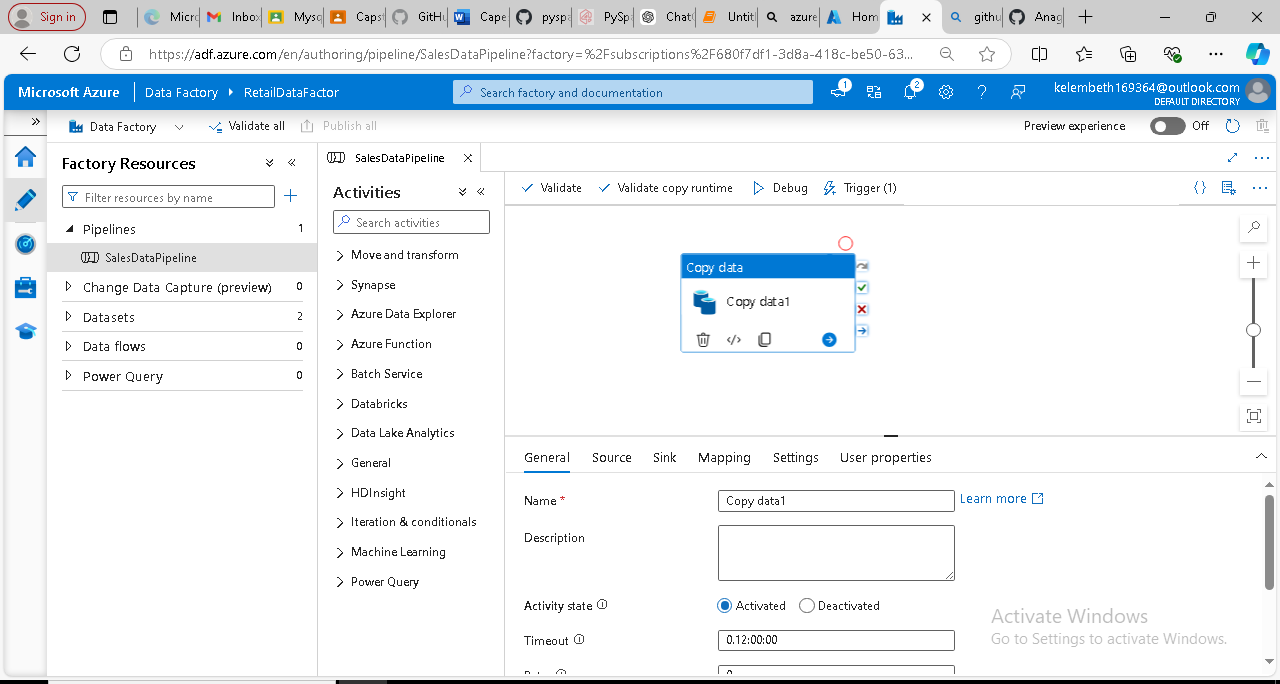 Sign in
Micr
Inbo
Mysq
Caps
GitHu
Cape
pyspa
PySp
Chat
Untit
azure
Hom
githu
Anag
https://adf.azure.com/en/authoring/pipeline/SalesDataPipeline?factory=%2Fsubscriptions%2F680f7df1-3d8a-418c-be50-63...
Microsoft Azure
Data Factory
RetailDataFactor
Search factory and documentation
1
2
kelembeth169364@outlook.com
DEFAULT DIRECTORY
Data Factory
Validate all
Publish all
Preview experience
Off
Factory Resources
Filter resources by name
Pipelines 1
SalesDataPipeline
Change Data Capture (preview) 0
Datasets 2
Data flows 0
Power Query 0
SalesDataPipeline
Activities
Search activities
Move and transform
Synapse
Azure Data Explorer
Azure Function
Batch Service
Databricks
Data Lake Analytics
General
HDInsight
Iteration & conditionals
Machine Learning
Power Query
Validate
Validate copy runtime
Debug
Trigger (1)
Copy data
Copy data1
General
Source
Sink
Mapping
Settings
User properties
Name *
Copy data1
Learn more
Description
Activity state
Activated
Deactivated
Timeout
0.12:00:00
Activate Windows
Go to Settings to activate Windows.